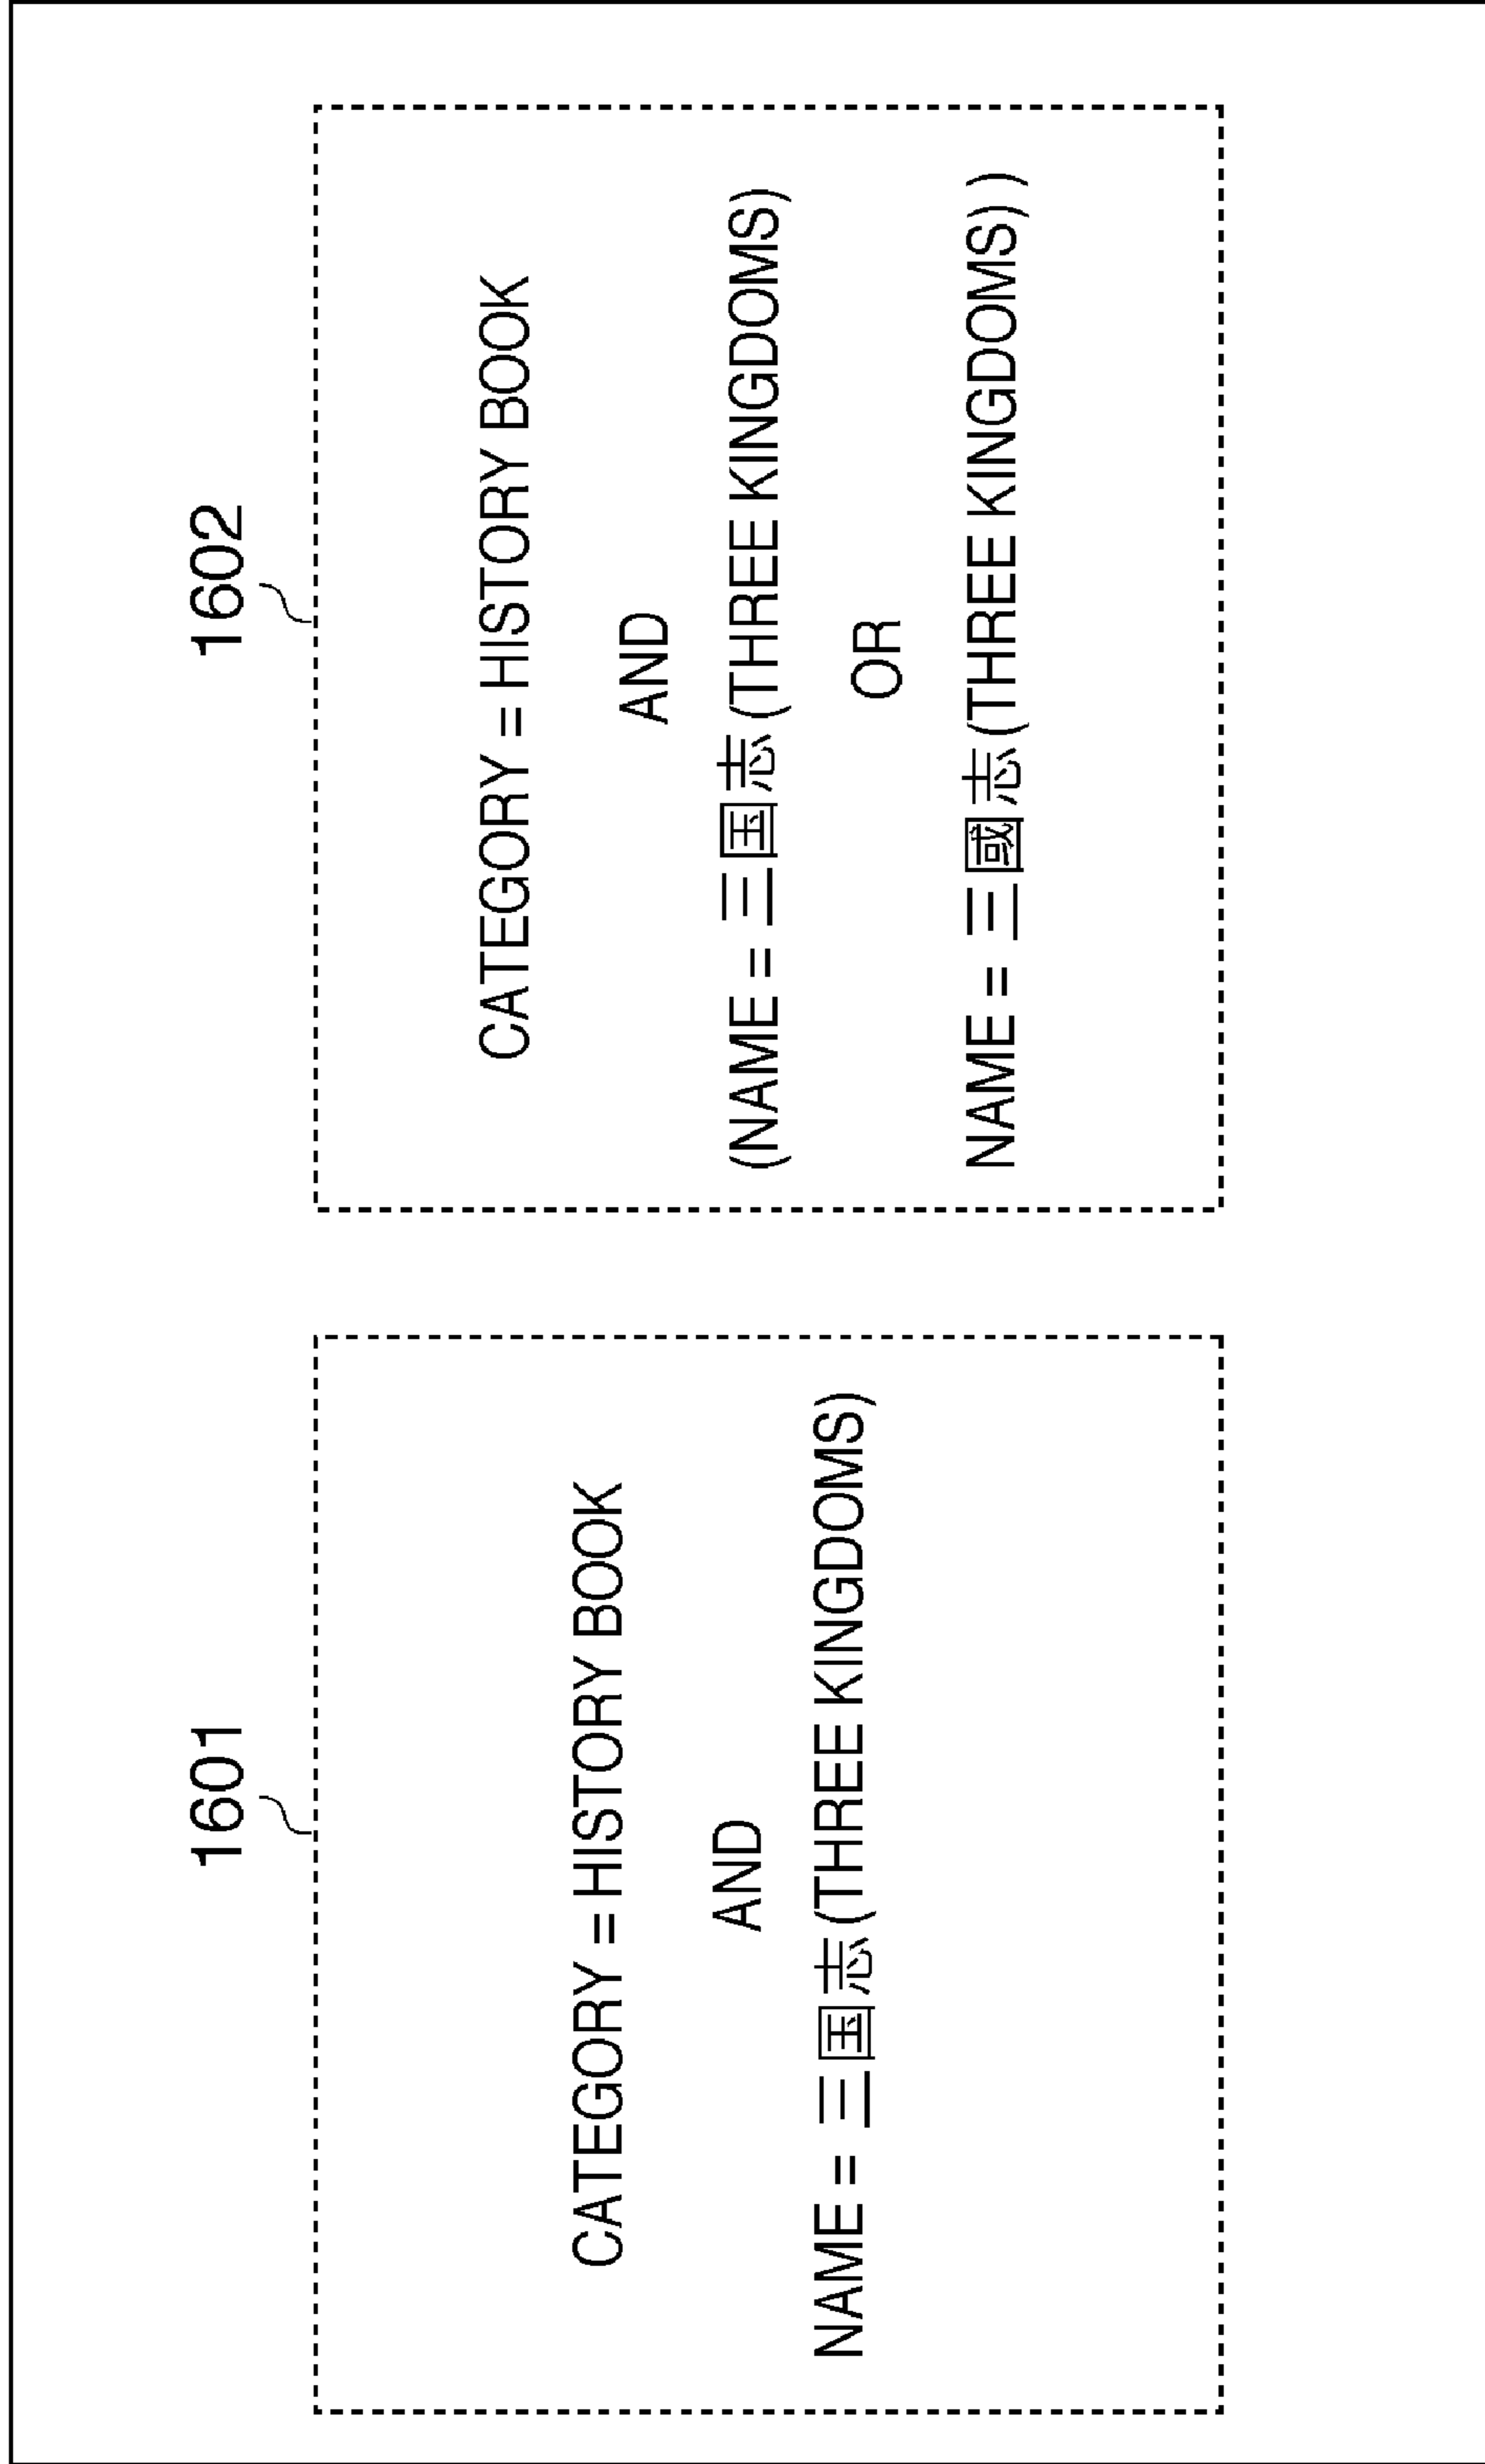 1601
CATEGORY = HISTORY BOOK
AND
NAME = 三国志 (THREE KINGDOMS)
1602
CATEGORY = HISTORY BOOK
AND
(NAME = 三国志 (THREE KINGDOMS)
OR
NAME = 三國志 (THREE KINGDOMS) )